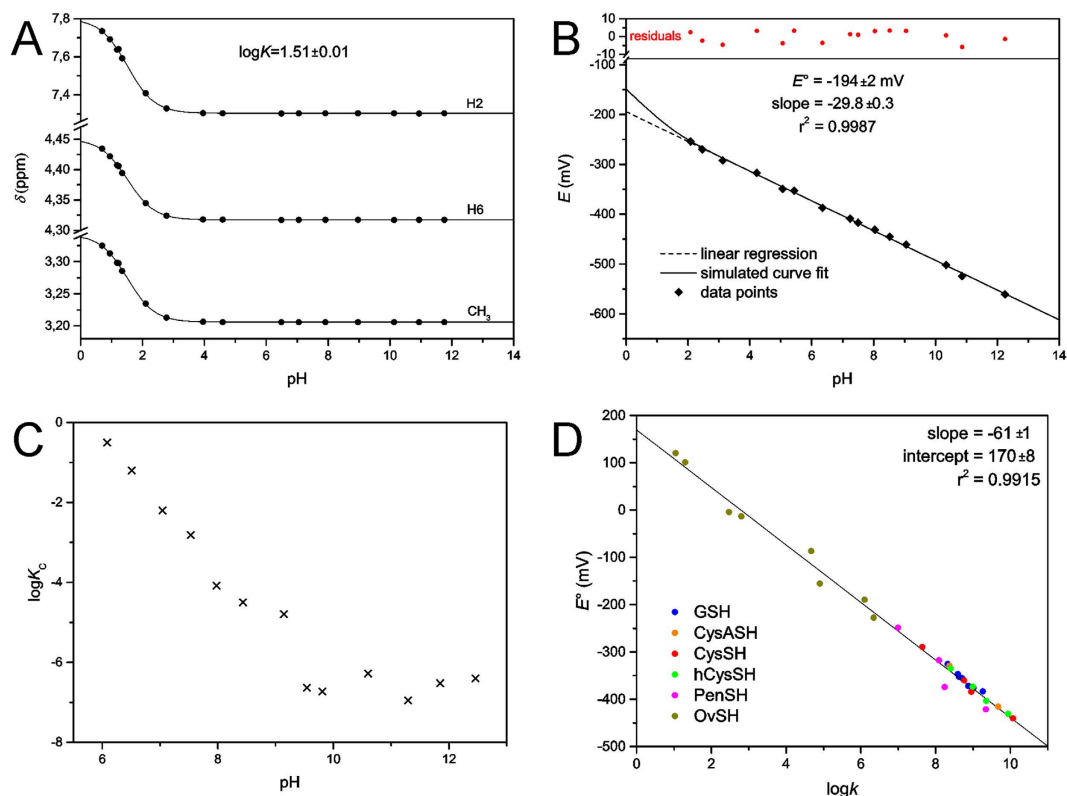 A
logK=1.51±0.01
7,8
7,6
7,4
H2
4,45
4,40
4,35
4,30
H6
3,30
3,20
CH3
δ (ppm)
0 2 4 6 8 10 12 14
pH
B
residuals
10
0
-10
E° = -194±2 mV
slope = -29.8±0.3
r² = 0.9987
-100
-200
-300
-400
-500
-600
E (mV)
linear regression
simulated curve fit
data points
0 2 4 6 8 10 12 14
pH
C
0
-2
-4
-6
-8
logKc
6 8 10 12
pH
D
slope = -61±1
intercept = 170±8
r² = 0.9915
200
100
0
-100
-200
-300
-400
-500
E° (mV)
GSH
CysASH
CysSH
hCysSH
PenSH
OvSH
0 2 4 6 8 10
logk